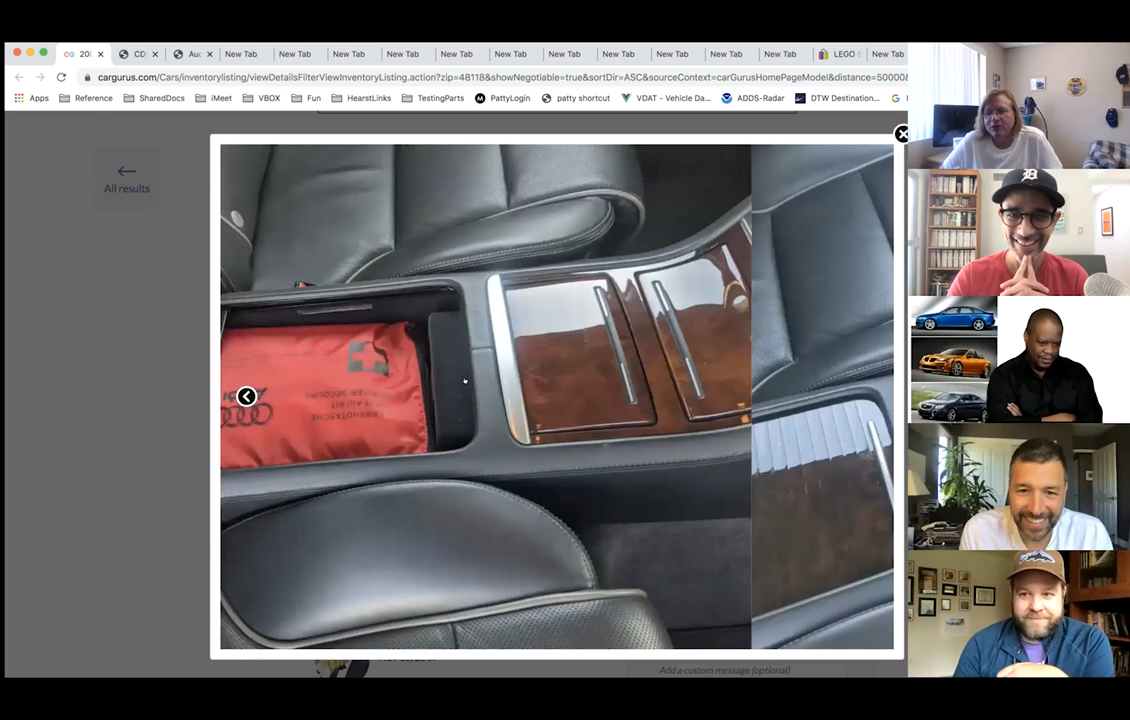 200
CD
Au
New Tab
New Tab
New Tab
New Tab
New Tab
New Tab
New Tab
New Tab
New Tab
New Tab
New Tab
LEGO
New Tab
cargurus.com/Cars/inventorylisting/viewDetailsFilterViewInventoryListing.action?zip=48118&showNegotiable=true&sortDir=ASC&sourceContext=carGurusHomePageModel&distance=50000
Apps
Reference
SharedDocs
iMeet
VBOX
Fun
HearstLinks
TestingParts
PattyLogin
patty shortcut
VDAT - Vehicle Da...
ADDS-Radar
DTW Destination...
All results
D
Add a custom message (optional)